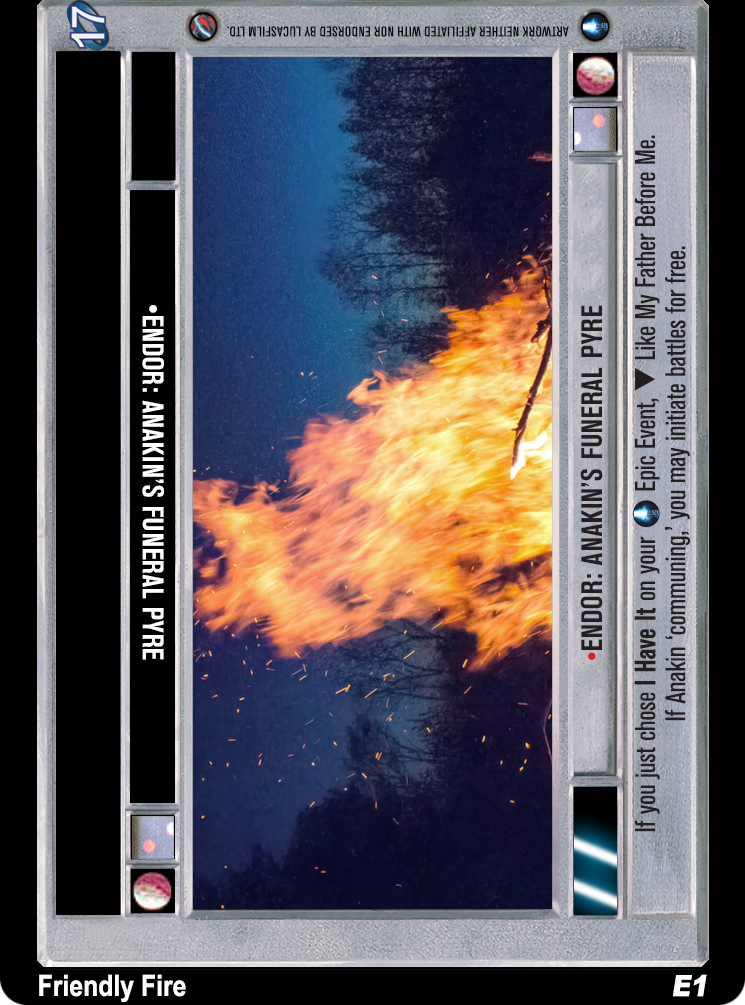 17
ARTWORK NEITHER AFFILIATED WITH NOR ENDORSED BY LUCASFILM LTD.
•ENDOR: ANAKIN'S FUNERAL PYRE
•ENDOR: ANAKIN'S FUNERAL PYRE
If you just chose I Have It on your Epic Event, ▼ Like My Father Before Me.
If Anakin ‘communing,’ you may initiate battles for free.
Friendly Fire
E1